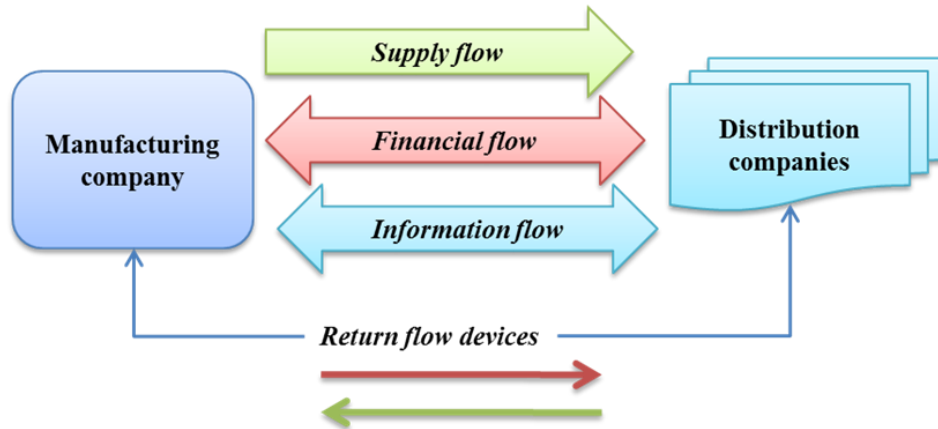 Supply flow
Manufacturing
company
Financial flow
Distribution
companies
Information flow
Return flow devices